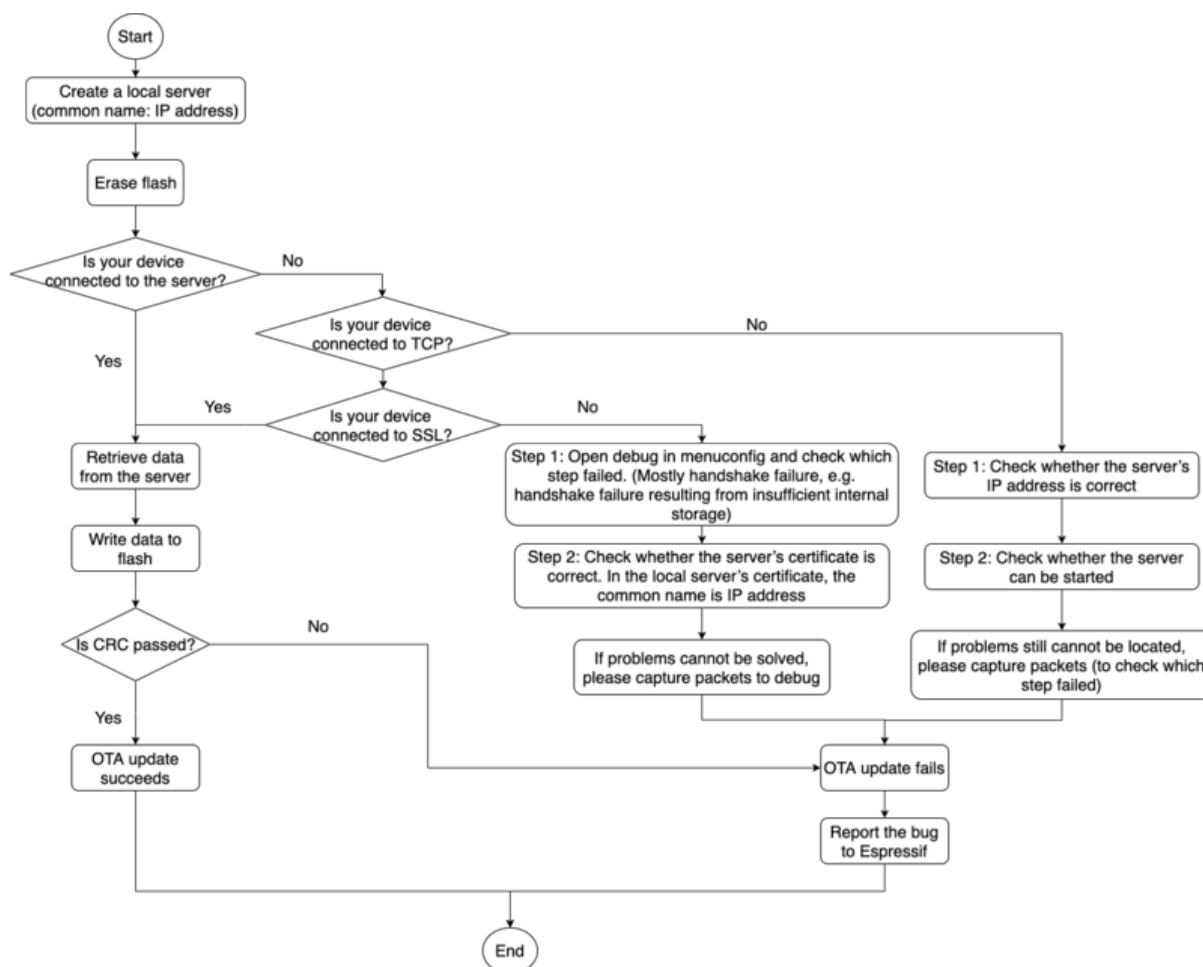 Start
Create a local server
(common name: IP address)
Erase flash
Is your device
connected to the server?
No
Is your device
connected to TCP?
No
Yes
Yes
Is your device
connected to SSL?
No
Retrieve data
from the server
Step 1: Open debug in menuconfig and check which
step failed. (Mostly handshake failure, e.g.
handshake failure resulting from insufficient internal
storage)
Step 1: Check whether the server's
IP address is correct
Write data to
flash
Step 2: Check whether the server's certificate is
correct. In the local server's certificate, the
common name is IP address
Step 2: Check whether the server
can be started
Is CRC passed?
No
If problems cannot be solved,
please capture packets to debug
If problems still cannot be located,
please capture packets (to check which
step failed)
Yes
OTA update
succeeds
OTA update fails
Report the bug
to Espressif
End